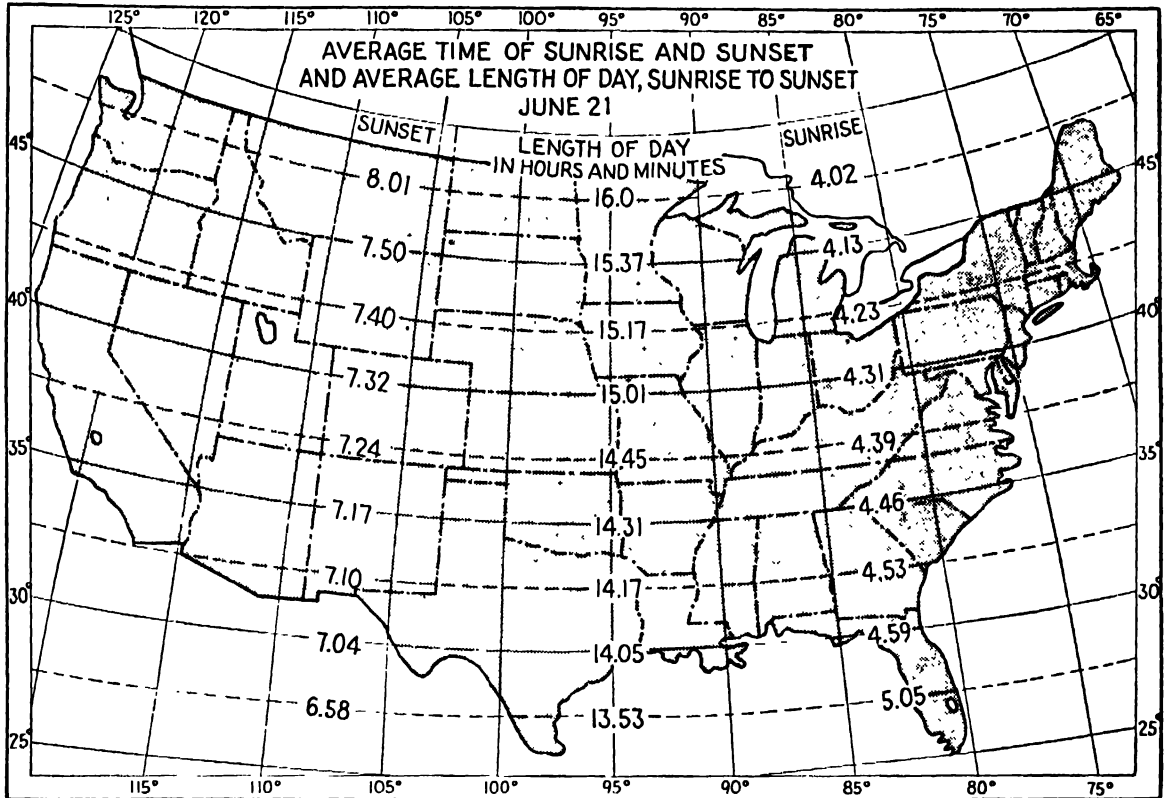 125° 120° 115° 110° 105° 100° 95° 90° 85° 80° 75° 70° 65°
AVERAGE TIME OF SUNRISE AND SUNSET
AND AVERAGE LENGTH OF DAY, SUNRISE TO SUNSET
JUNE 21
SUNSET
LENGTH OF DAY
IN HOURS AND MINUTES
SUNRISE
45° 45°
8.01 16.0 4.02
7.50 15.37 4.13
40° 40°
7.40 15.17 4.23
7.32 15.01 4.31
35° 35°
7.24 14.45 4.39
7.17 14.31 4.46
30° 30°
7.10 14.17 4.53
7.04 14.05 4.59
6.58 13.53 5.05
25° 25°
115° 110° 105° 100° 95° 90° 85° 80° 75°